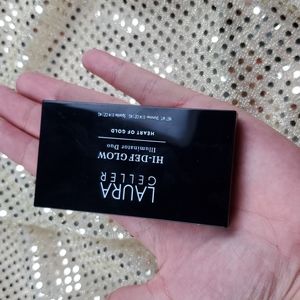 LAURA
GELLER
HI-DEF GLOW
Illuminator Duo
HEART OF GOLD